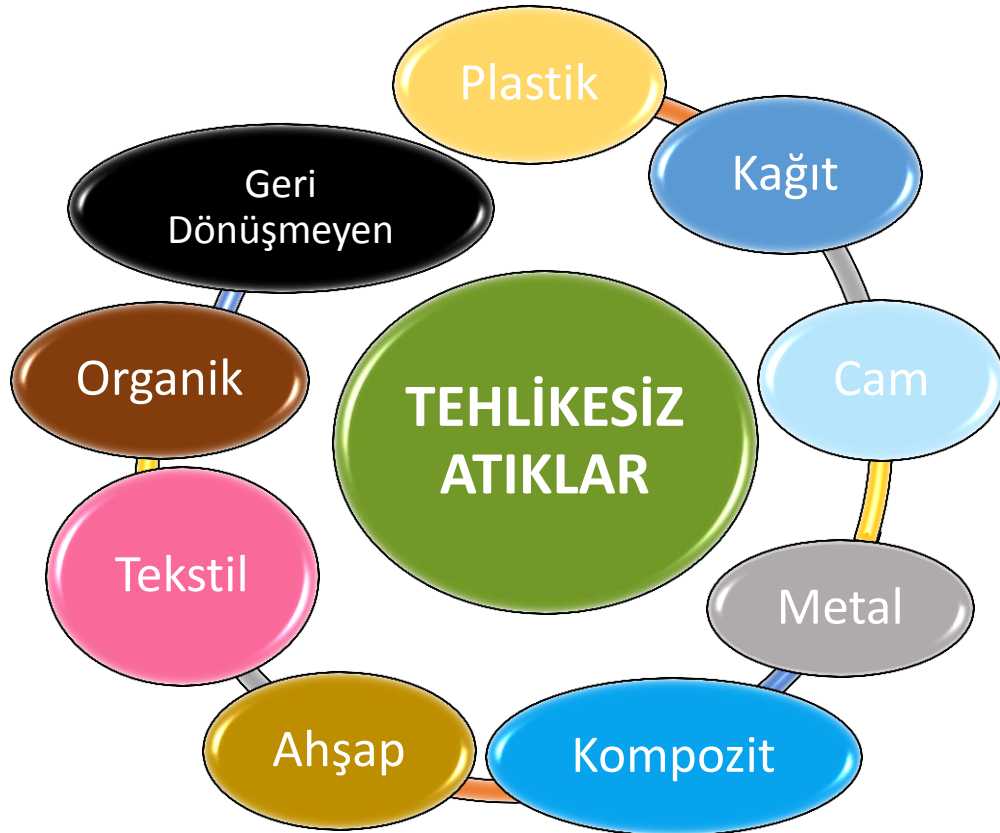 Plastik
Kağıt
Cam
Metal
Kompozit
Ahşap
Tekstil
Organik
Geri
Dönüşmeyen
TEHLİKESİZ
ATIKLAR